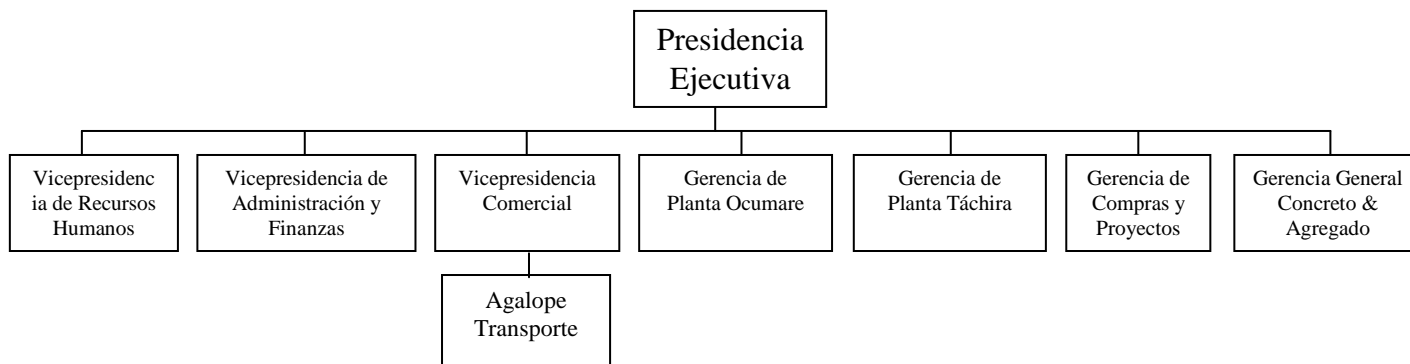 Presidencia
Ejecutiva
Vicepresidenc
ia de Recursos
Humanos
Vicepresidencia de
Administración y
Finanzas
Vicepresidencia
Comercial
Gerencia de
Planta Ocumare
Gerencia de
Planta Táchira
Gerencia de
Compras y
Proyectos
Gerencia General
Concreto &
Agregado
Agalope
Transporte